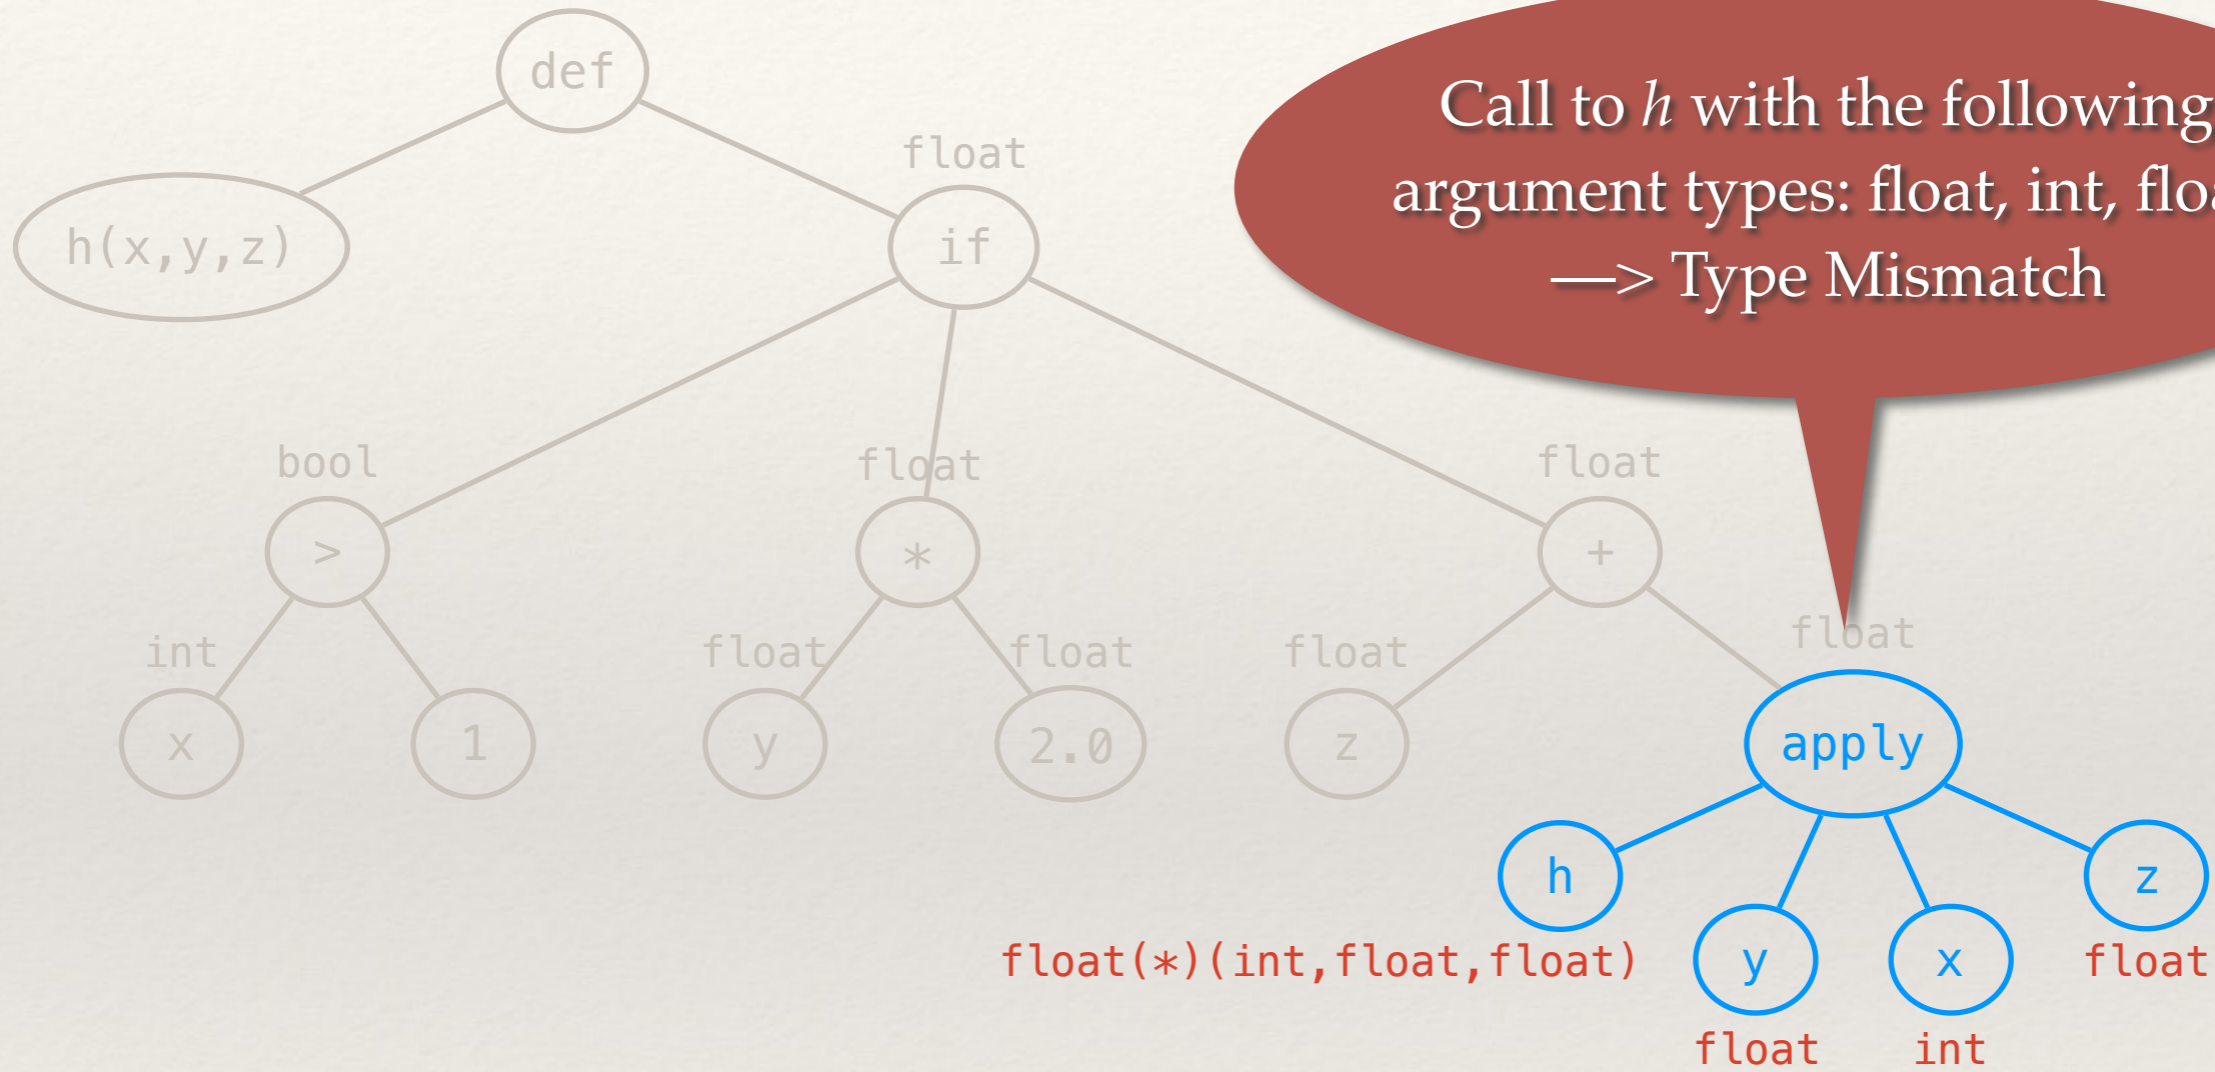 def
Call to h with the following
float
argument types: float, int,
h(x,y,z)
if
—> Type Mismatch
bool
float
float
>
*
+
int
float
float
float
float
x
1
y
2.0
z
apply
h
z
float(*)(int,float,float)
y
x
float
float
int